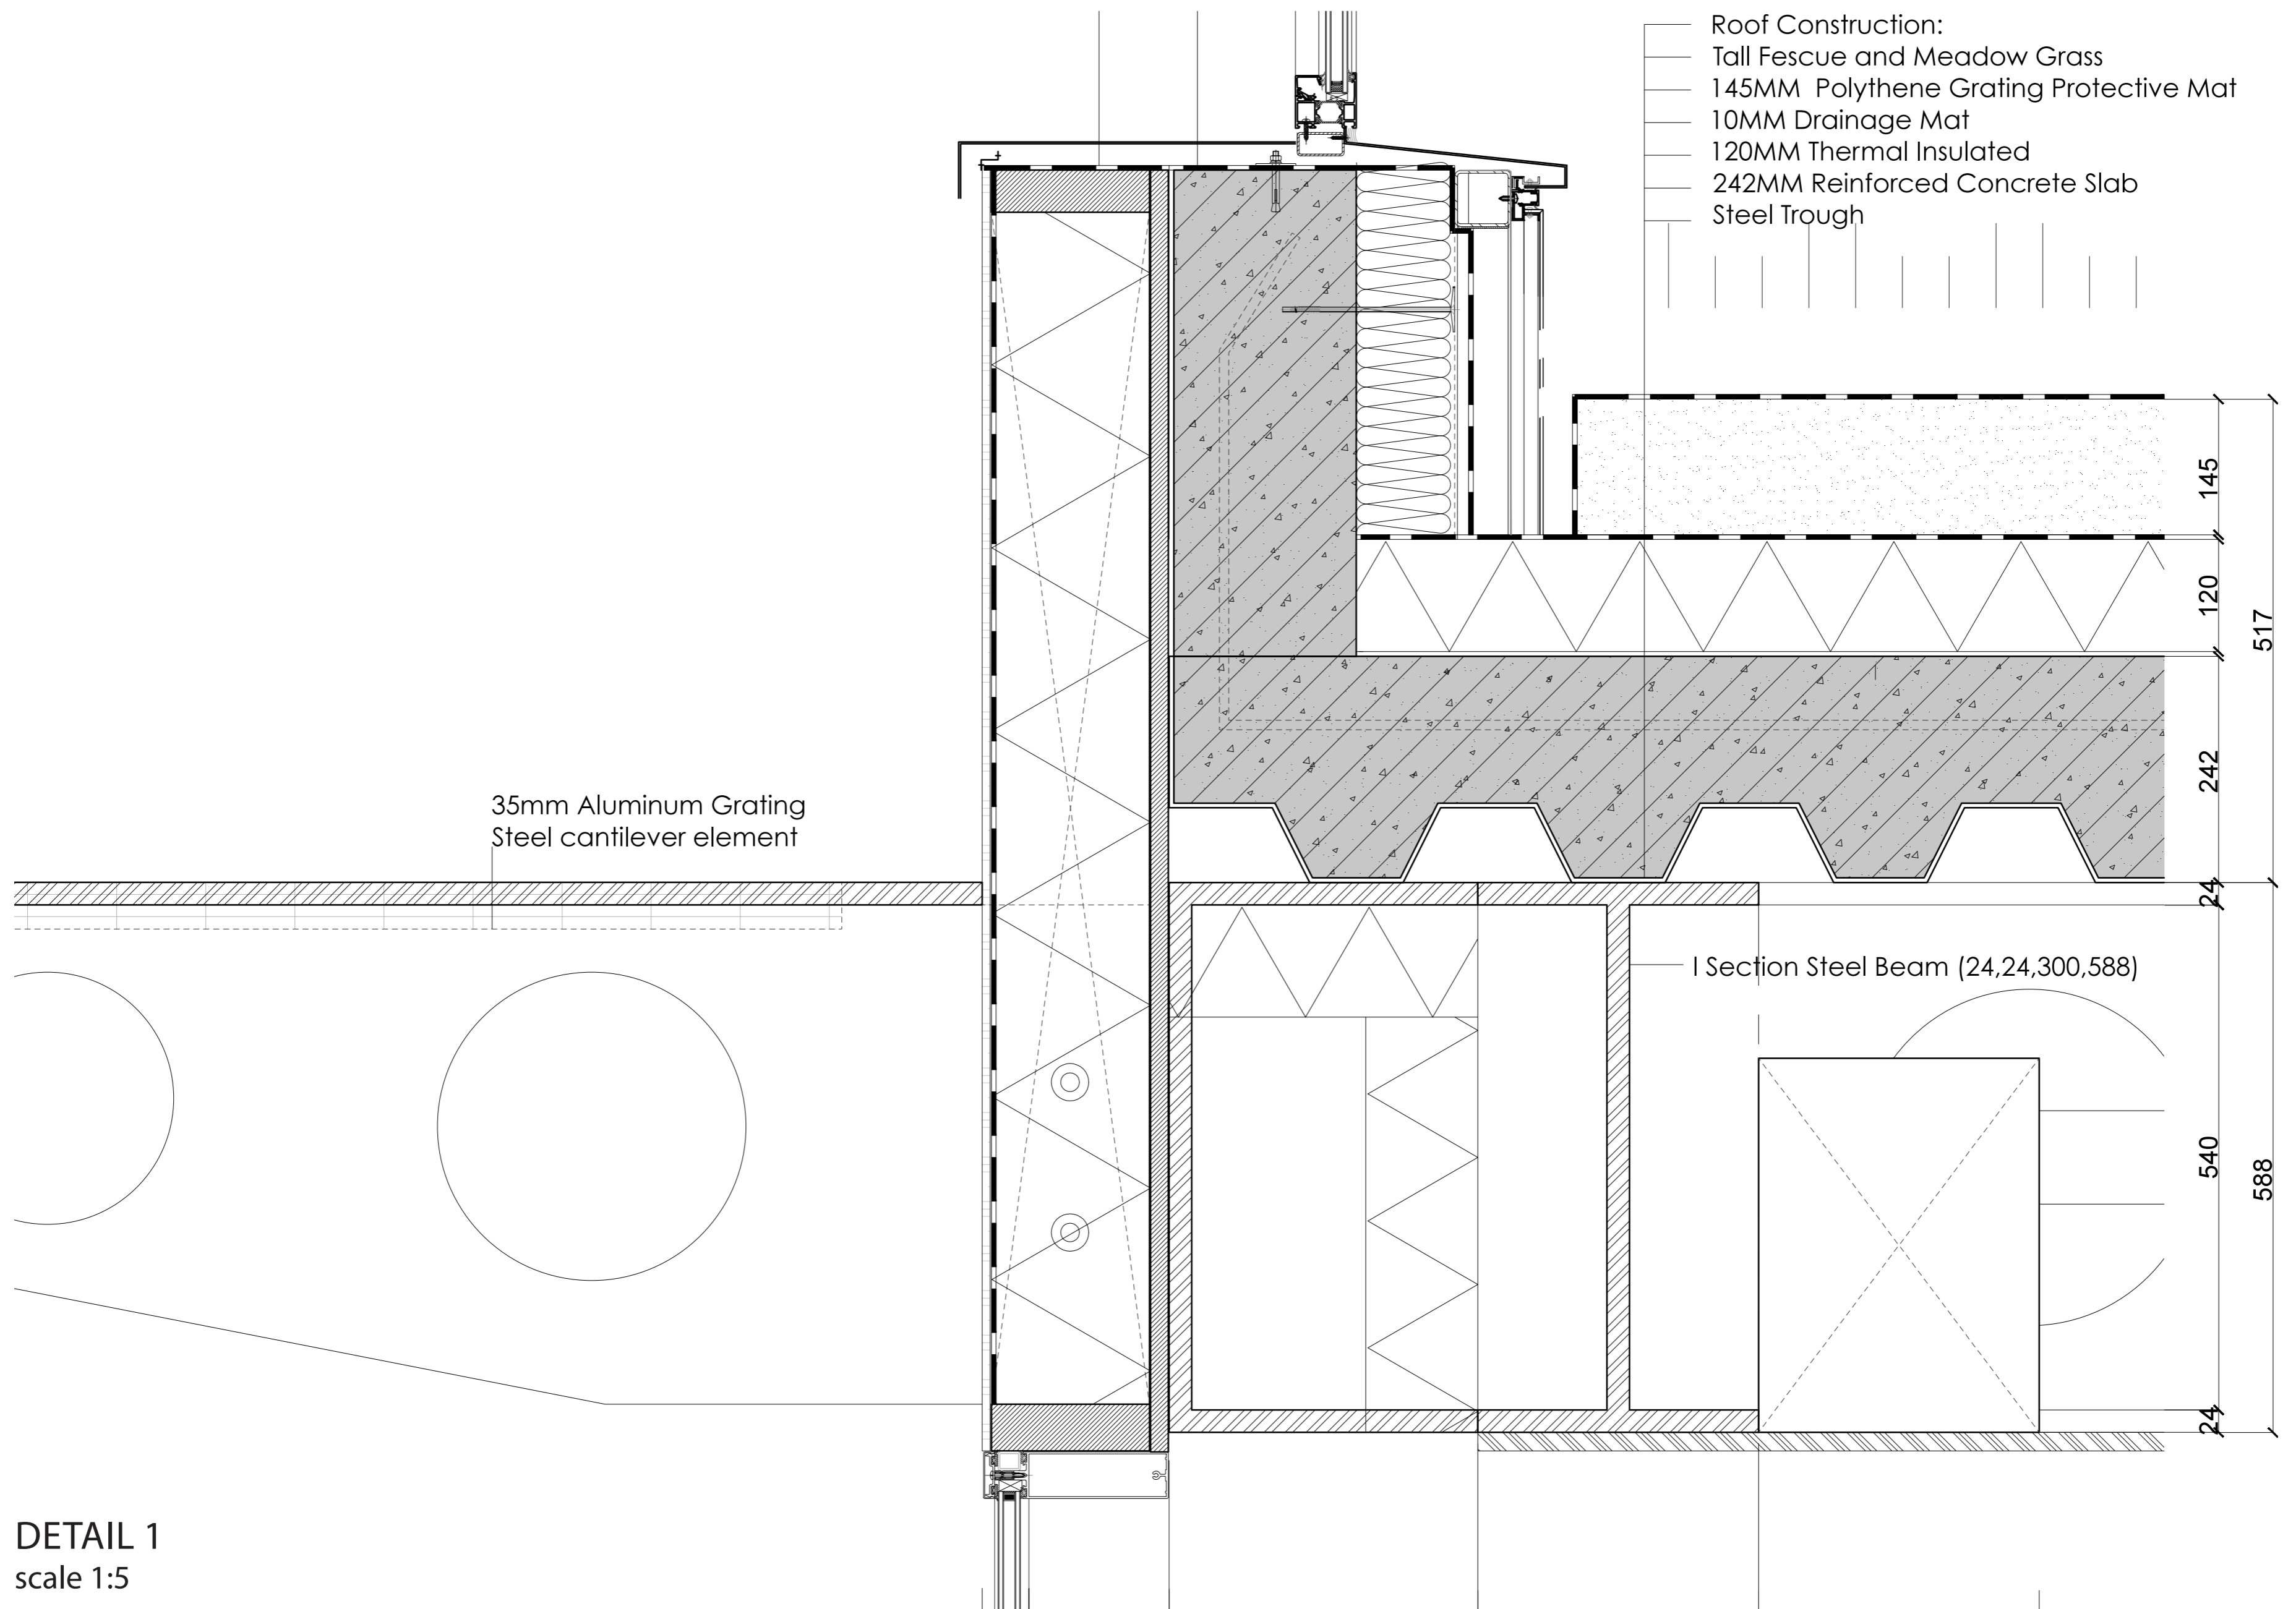 Roof Construction:
Tall Fescue and Meadow Grass
145MM Polythene Grating Protective Mat
10MM Drainage Mat
120MM Thermal Insulated
242MM Reinforced Concrete Slab
Steel Trough
145
120
517
242
35mm Aluminum Grating
Steel cantilever element
24
I Section Steel Beam (24,24,300,588)
540
588
24
DETAIL 1
scale 1:5